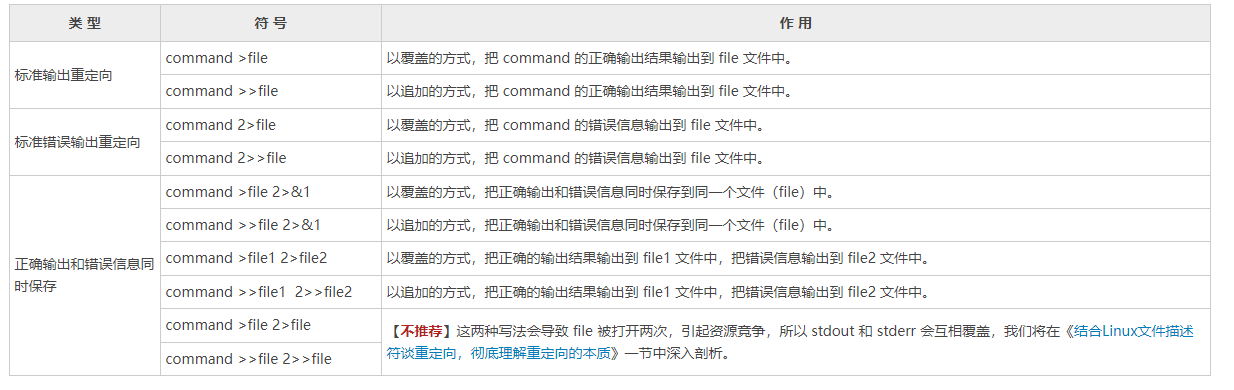 类 型 符 号 作 用
标准输出重定向
command >file 以覆盖的方式，把 command 的正确输出结果输出到 file 文件中。
command >>file 以追加的方式，把 command 的正确输出结果输出到 file 文件中。
标准错误输出重定向
command 2>file 以覆盖的方式，把 command 的错误信息输出到 file 文件中。
command 2>>file 以追加的方式，把 command 的错误信息输出到 file 文件中。
正确输出和错误信息同
时保存
command >file 2>&1 以覆盖的方式，把正确输出和错误信息同时保存到同一个文件（file）中。
command >>file 2>&1 以追加的方式，把正确输出和错误信息同时保存到同一个文件（file）中。
command >file1 2>file2 以覆盖的方式，把正确的输出结果输出到 file1 文件中，把错误信息输出到 file2 文件中。
command >>file1  2>>file2 以追加的方式，把正确的输出结果输出到 file1 文件中，把错误信息输出到 file2 文件中。
command >file 2>file
command >>file 2>>file
【不推荐】这两种写法会导致 file 被打开两次，引起资源竞争，所以 stdout 和 stderr 会互相覆盖，我们将在《结合Linux文件描述
符谈重定向，彻底理解重定向的本质》一节中深入剖析。